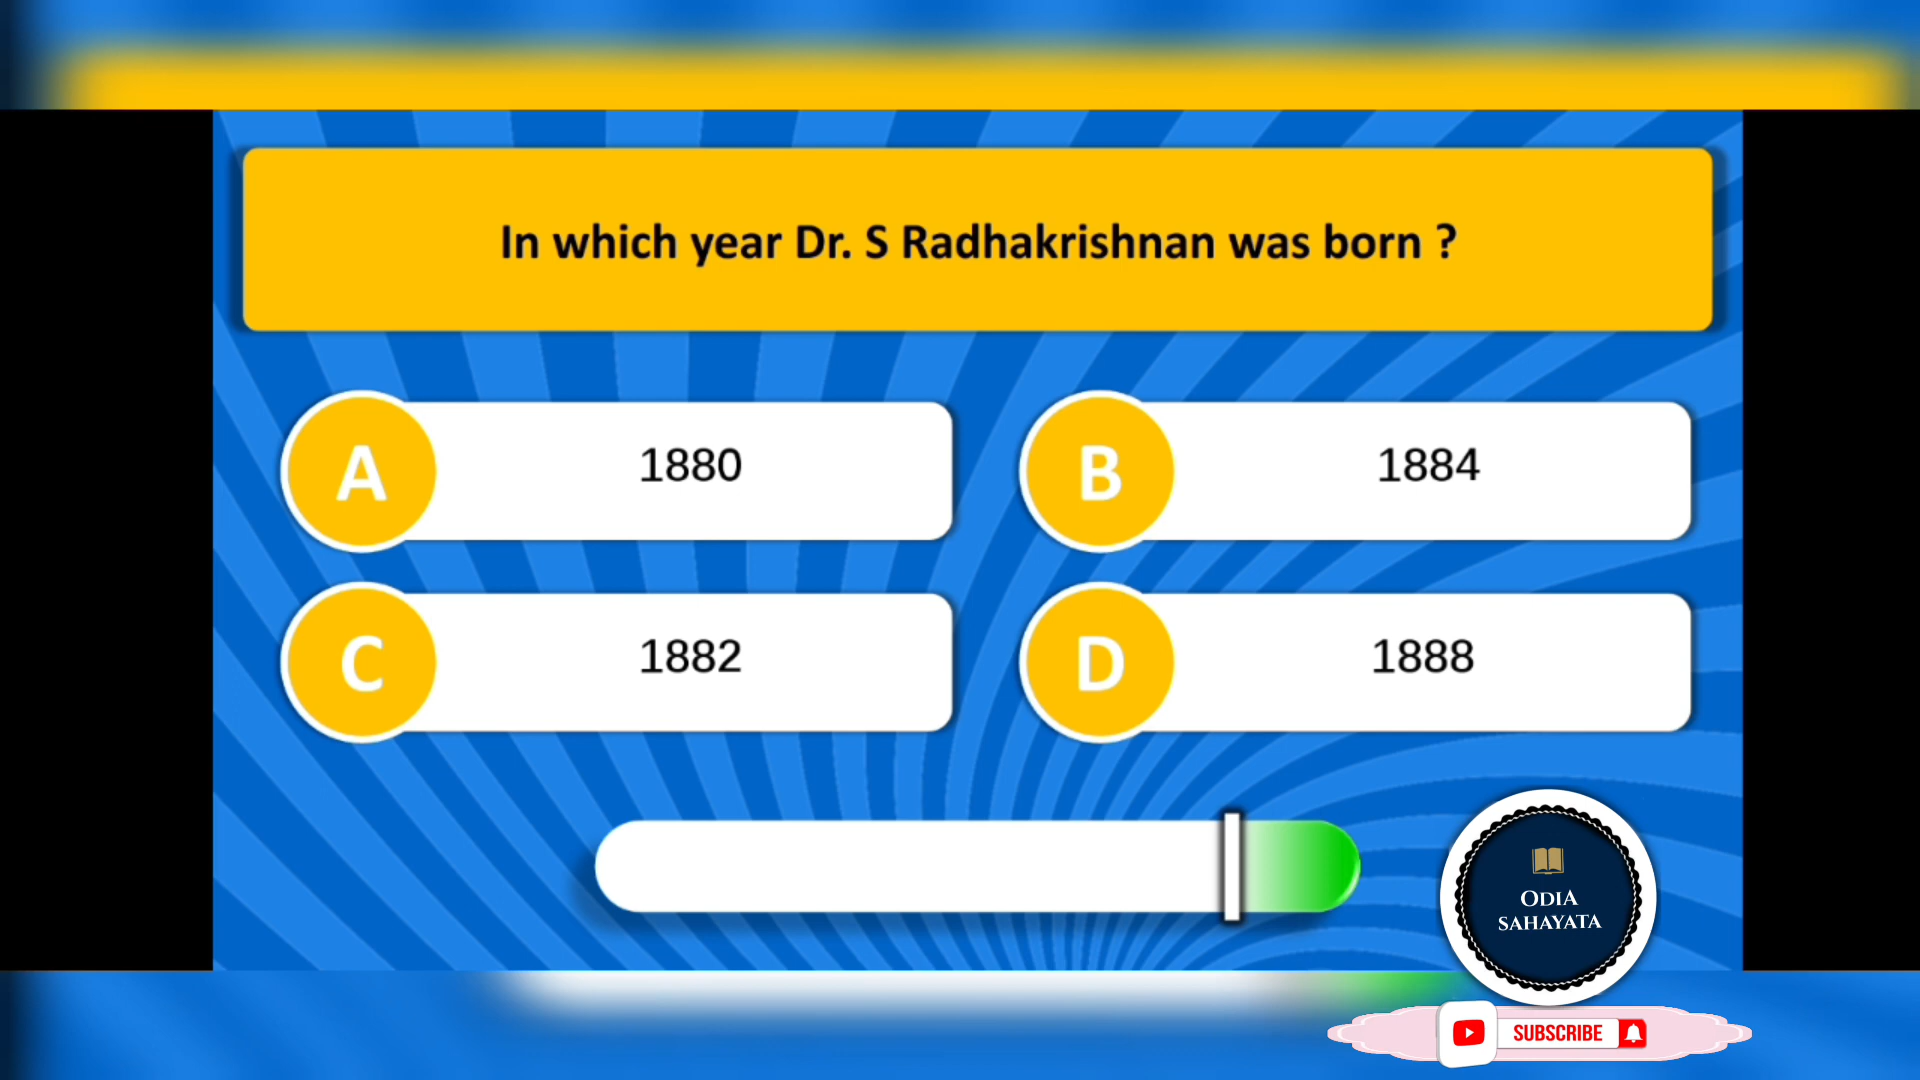 In which year Dr. S Radhakrishnan was born ?
A 1880
B 1884
C 1882
D 1888
ODIA
SAHAYATA
SUBSCRIBE